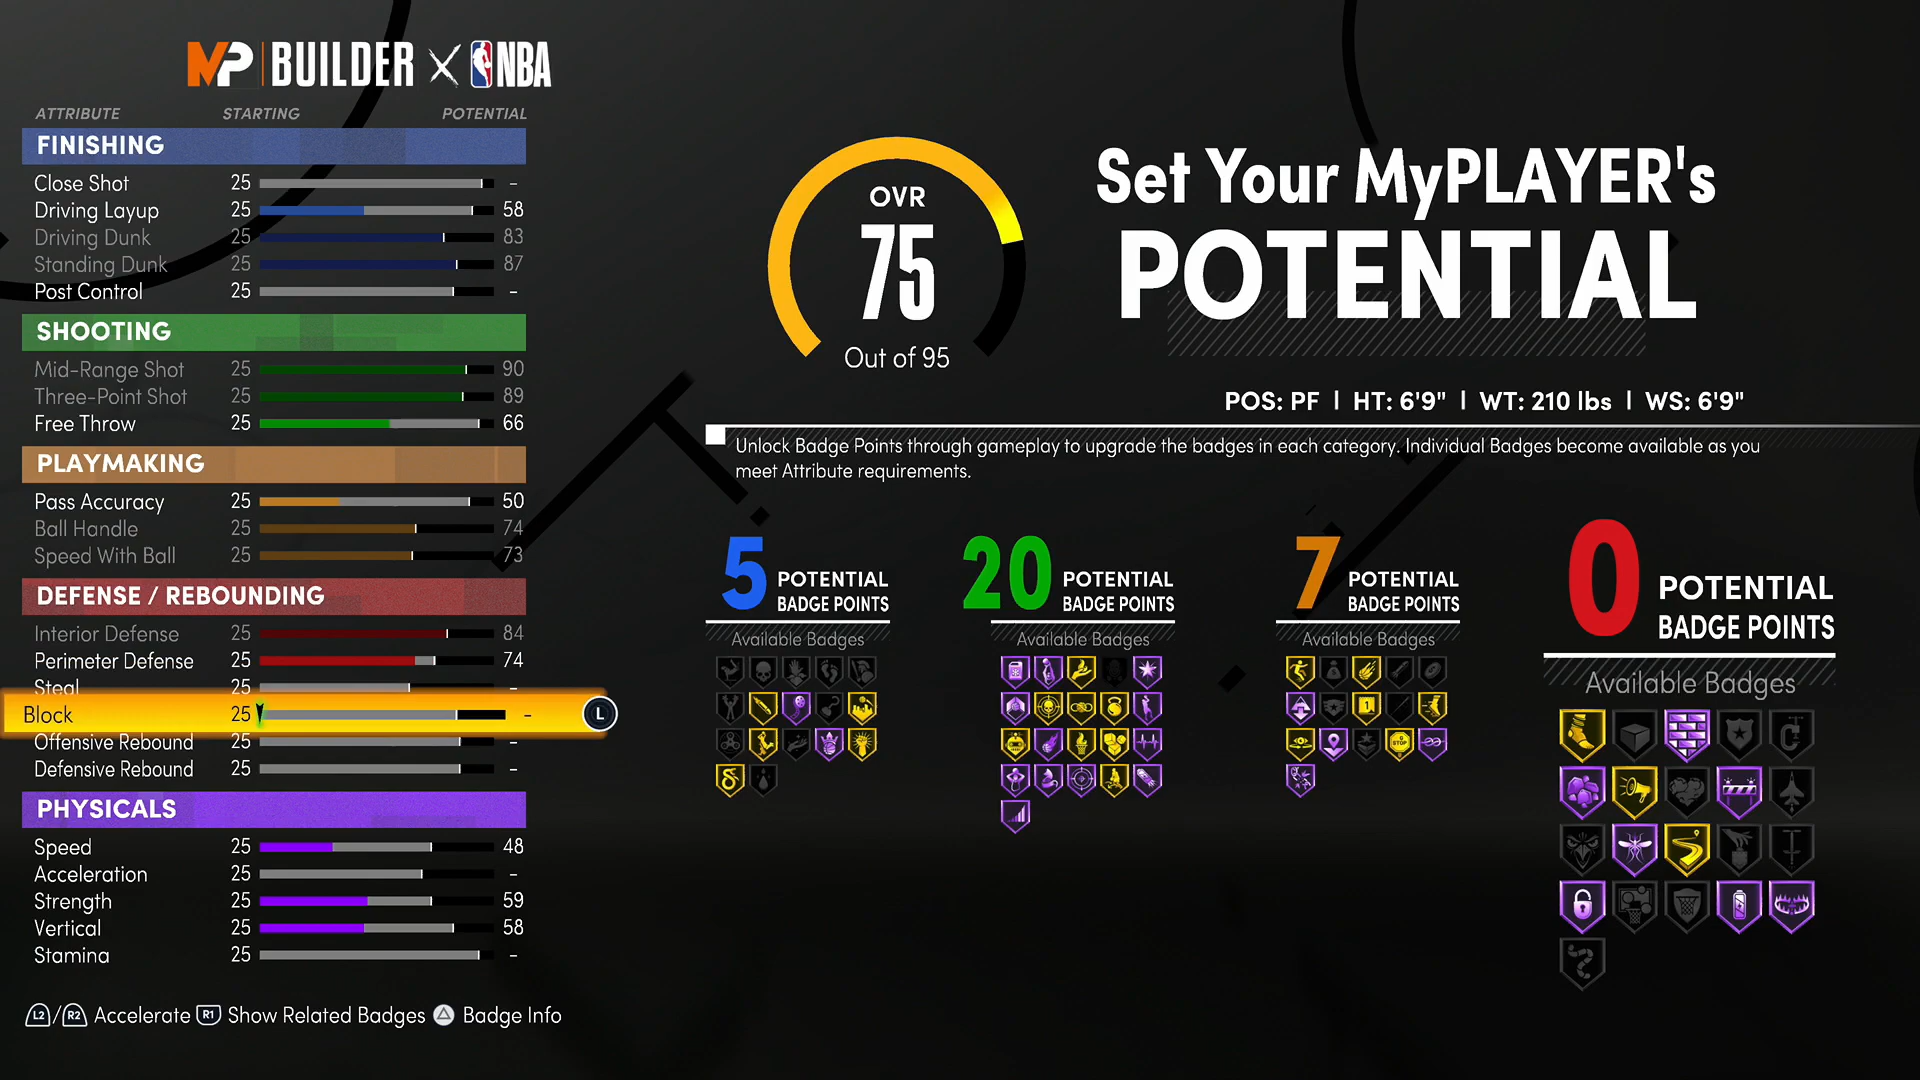 MP | BUILDER X NBA
ATTRIBUTE STARTING POTENTIAL
FINISHING
Close Shot 25 -
Driving Layup 25 58
Driving Dunk 25 83
Standing Dunk 25 87
Post Control 25 -
SHOOTING
Mid-Range Shot 25 90
Three-Point Shot 25 89
Free Throw 25 66
PLAYMAKING
Pass Accuracy 25 50
Ball Handle 25 74
Speed With Ball 25 73
DEFENSE / REBOUNDING
Interior Defense 25 84
Perimeter Defense 25 74
Steal 25 -
Block 25 - L
Offensive Rebound 25 -
Defensive Rebound 25 -
PHYSICALS
Speed 25 48
Acceleration 25 -
Strength 25 59
Vertical 25 58
Stamina 25 -
L2/R2 Accelerate R1 Show Related Badges Badge Info
OVR
75
Out of 95
Set Your MyPLAYER's
POTENTIAL
POS: PF | HT: 6'9" | WT: 210 lbs | WS: 6'9"
Unlock Badge Points through gameplay to upgrade the badges in each category. Individual Badges become available as you
meet Attribute requirements.
5 POTENTIAL
BADGE POINTS
Available Badges
20 POTENTIAL
BADGE POINTS
Available Badges
7 POTENTIAL
BADGE POINTS
Available Badges
STOP
0 POTENTIAL
BADGE POINTS
Available Badges